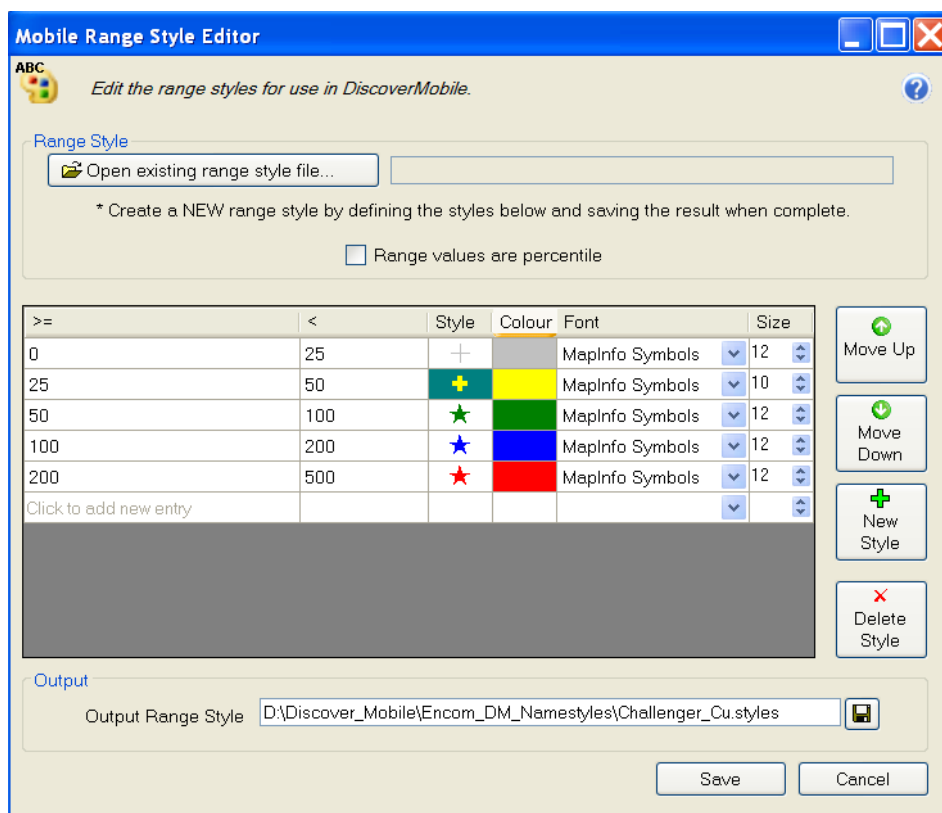 Mobile Range Style Editor
ABC
Edit the range styles for use in DiscoverMobile.
?
Range Style
Open existing range style file...
* Create a NEW range style by defining the styles below and saving the result when complete.
Range values are percentile
>= < Style Colour Font Size
0 25 MapInfo Symbols 12
25 50 MapInfo Symbols 10
50 100 MapInfo Symbols 12
100 200 MapInfo Symbols 12
200 500 MapInfo Symbols 12
Click to add new entry
Move Up
Move
Down
New
Style
Delete
Style
Output
Output Range Style D:\Discover_Mobile\Encom_DM_Namestyles\Challenger_Cu.styles
Save Cancel